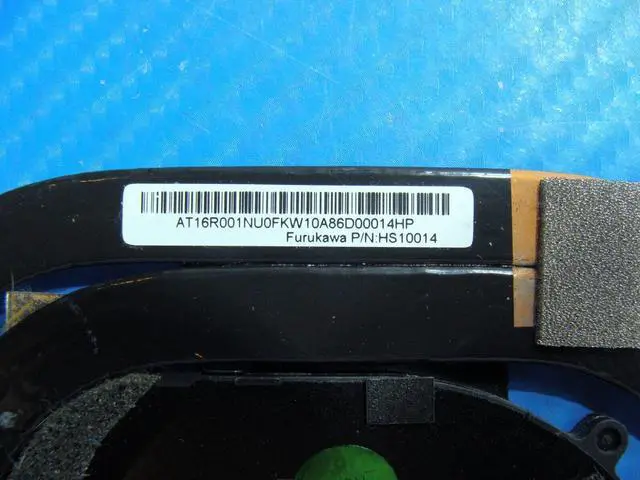 AT16R001NU0FKW10A86D00014HP
Furukawa P/N:HS10014